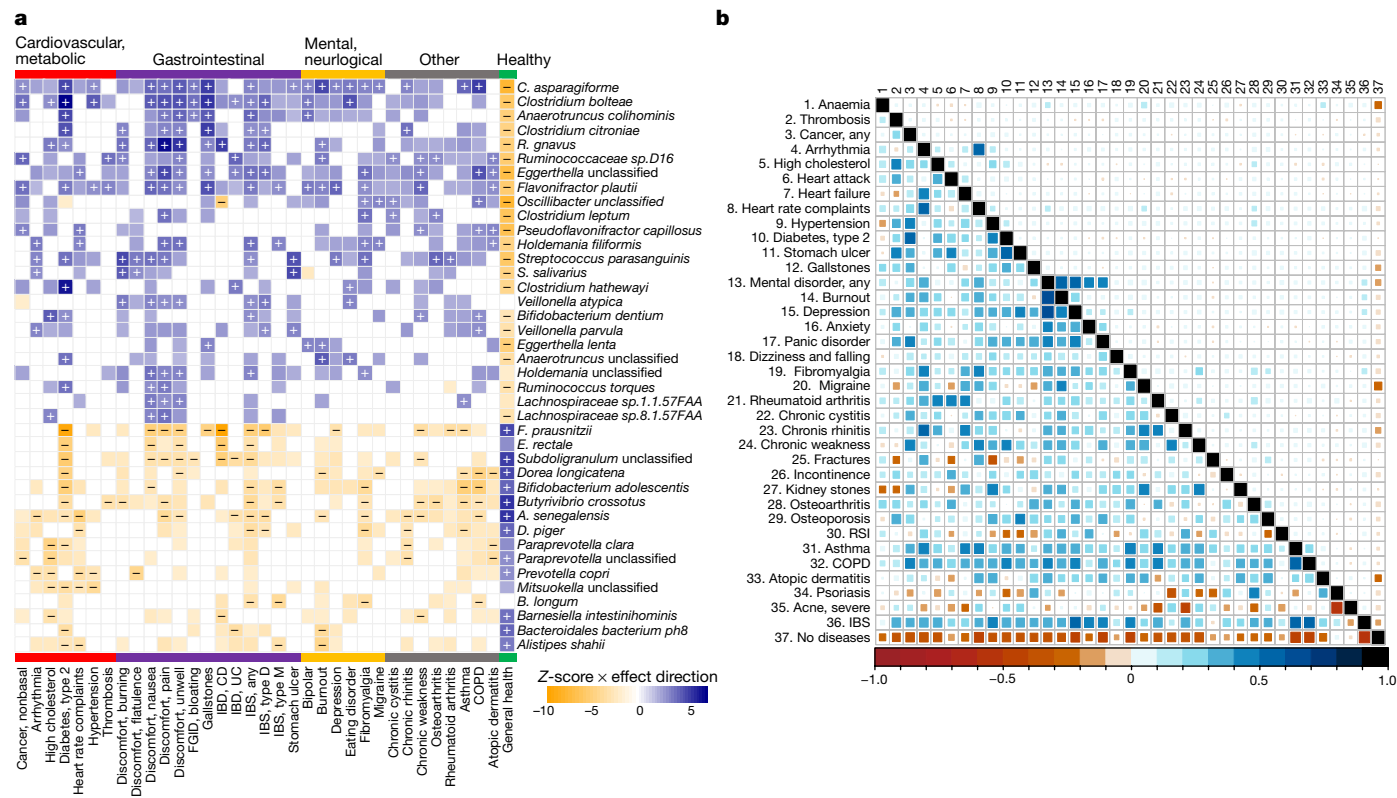 a
Cardiovascular,
metabolic
Gastrointestinal
Mental,
neurlogical
Other
Healthy
C. asparagiforme
Clostridium bolteae
Anaerotruncus colihominis
Clostridium citroniae
R. gnavus
Ruminococcaceae sp.D16
Eggerthella unclassified
Flavonifractor plautii
Oscillibacter unclassified
Clostridium leptum
Pseudoflavonifractor capillosus
Holdemania filiformis
Streptococcus parasanguinis
S. salivarius
Clostridium hathewayi
Veillonella atypica
Bifidobacterium dentium
Veillonella parvula
Eggerthella lenta
Anaerotruncus unclassified
Holdemania unclassified
Ruminococcus torques
Lachnospiraceae sp.1.1.57FAA
Lachnospiraceae sp.8.1.57FAA
F. prausnitzii
E. rectale
Subdoligranulum unclassified
Dorea longicatena
Bifidobacterium adolescentis
Butyrivibrio crossotus
A. senegalensis
D. piger
Paraprevotella clara
Paraprevotella unclassified
Prevotella copri
Mitsuokella unclassified
B. longum
Barnesiella intestinihominis
Bacteroidales bacterium ph8
Alistipes shahii
Cancer, nonbasal
Arrhythmia
High cholesterol
Diabetes, type 2
Heart rate complaints
Hypertension
Thrombosis
Discomfort, burning
Discomfort, flatulence
Discomfort, nausea
Discomfort, pain
Discomfort, unwell
FGID, bloating
Gallstones
IBD, CD
IBD, UC
IBS, any
IBS, type D
IBS, type M
Stomach ulcer
Bipolar
Burnout
Depression
Eating disorder
Fibromyalgia
Migraine
Chronic cystitis
Chronic rhinitis
Chronic weakness
Osteoarthritis
Rheumatoid arthritis
Asthma
COPD
Atopic dermatitis
General health
Z-score × effect direction
−10 −5 0 5
b
1 2 3 4 5 6 7 8 9 10 11 12 13 14 15 16 17 18 19 20 21 22 23 24 25 26 27 28 29 30 31 32 33 34 35 36 37
1. Anaemia
2. Thrombosis
3. Cancer, any
4. Arrhythmia
5. High cholesterol
6. Heart attack
7. Heart failure
8. Heart rate complaints
9. Hypertension
10. Diabetes, type 2
11. Stomach ulcer
12. Gallstones
13. Mental disorder, any
14. Burnout
15. Depression
16. Anxiety
17. Panic disorder
18. Dizziness and falling
19. Fibromyalgia
20. Migraine
21. Rheumatoid arthritis
22. Chronic cystitis
23. Chronis rhinitis
24. Chronic weakness
25. Fractures
26. Incontinence
27. Kidney stones
28. Osteoarthritis
29. Osteoporosis
30. RSI
31. Asthma
32. COPD
33. Atopic dermatitis
34. Psoriasis
35. Acne, severe
36. IBS
37. No diseases
−1.0 −0.5 0 0.5 1.0